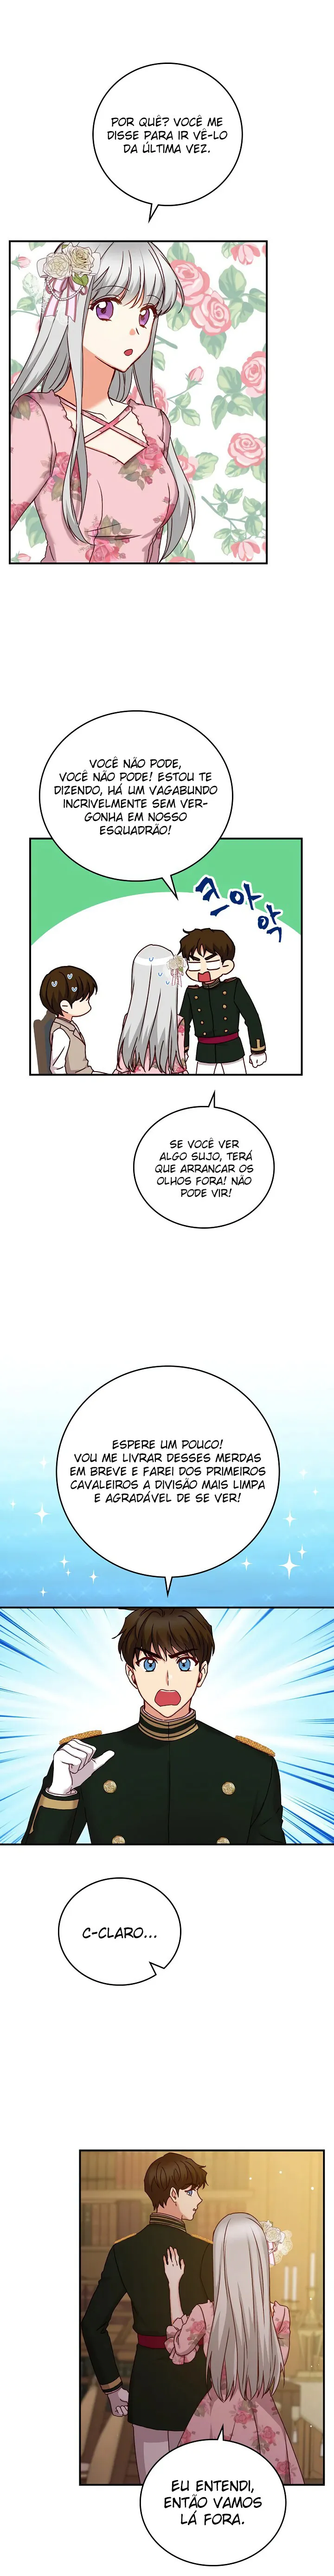 POR QUÊ? VOCÊ ME
DISSE PARA IR VÊ-LO
DA ÚLTIMA VEZ.
VOCÊ NÃO PODE,
VOCÊ NÃO PODE! ESTOU TE
DIZENDO, HÁ UM VAGABUNDO
INCRIVELMENTE SEM VER-
GONHA EM NOSSO
ESQUADRÃO!
크아악
SE VOCÊ VER
ALGO SUJO, TERÁ
QUE ARRANCAR OS
OLHOS FORA! NÃO
PODE VIR!
ESPERE UM POUCO!
VOU ME LIVRAR DESSES MERDAS
EM BREVE E FAREI DOS PRIMEIROS
CAVALEIROS A DIVISÃO MAIS LIMPA
E AGRADÁVEL DE SE VER!
C-CLARO...
EU ENTENDI,
ENTÃO VAMOS
LÁ FORA.